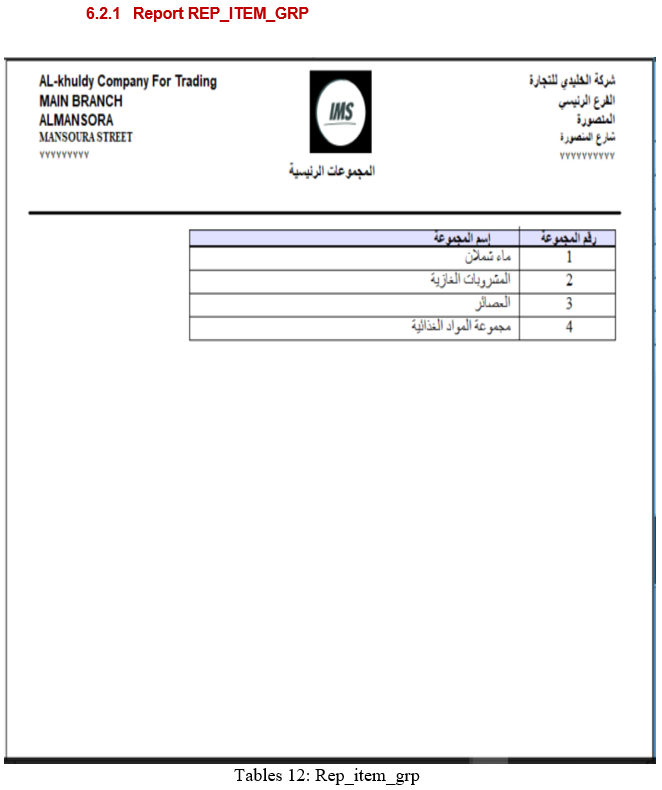 6.2.1 Report REP_ITEM_GRP
AL-khuldy Company For Trading
MAIN BRANCH
ALMANSORA
MANSOURA STREET
٧٧٧٧٧٧٧٧٧
IMS
المجموعات الرئيسية
شركة الخليدي للتجارة
الفرع الرئيسي
المنصورة
شارع المنصورة
٧٧٧٧٧٧٧٧٧٧
رقم المجموعة إسم المجموعة
1 ماء شملان
2 المشروبات الغازية
3 العصائر
4 مجموعة المواد الغذائية
Tables 12: Rep_item_grp